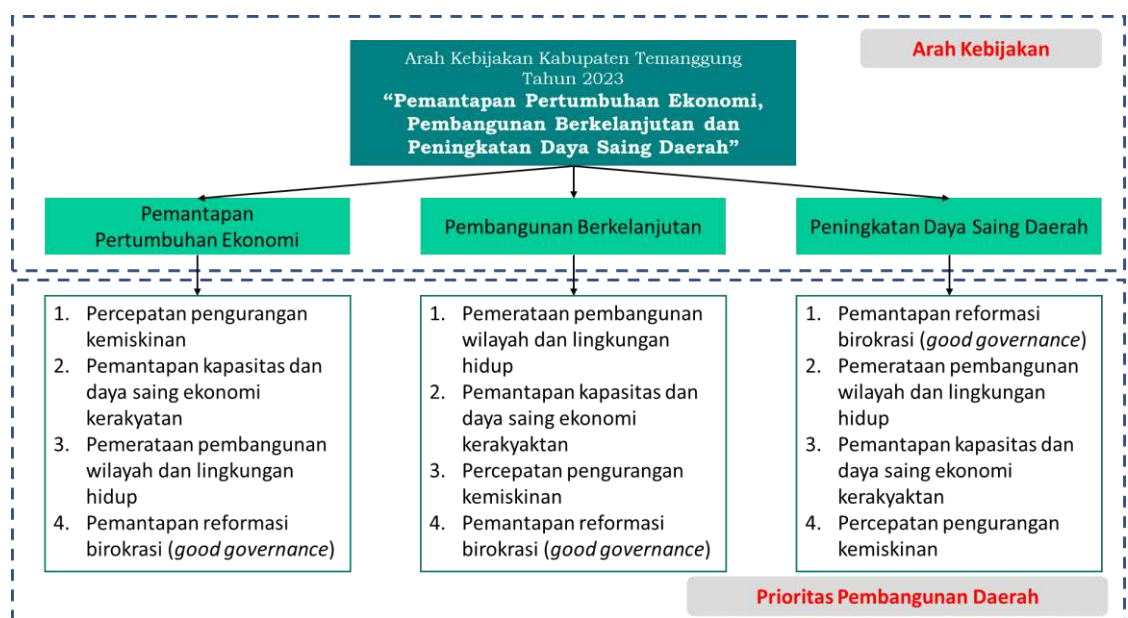 Arah Kebijakan
Arah Kebijakan Kabupaten Temanggung
Tahun 2023
“Pemantapan Pertumbuhan Ekonomi,
Pembangunan Berkelanjutan dan
Peningkatan Daya Saing Daerah”
Pemantapan
Pertumbuhan Ekonomi
Pembangunan Berkelanjutan
Peningkatan Daya Saing Daerah
1. Percepatan pengurangan
kemiskinan
2. Pemantapan kapasitas dan
daya saing ekonomi
kerakyatan
3. Pemerataan pembangunan
wilayah dan lingkungan
hidup
4. Pemantapan reformasi
birokrasi (good governance)
1. Pemerataan pembangunan
wilayah dan lingkungan
hidup
2. Pemantapan kapasitas dan
daya saing ekonomi
kerakyaktan
3. Percepatan pengurangan
kemiskinan
4. Pemantapan reformasi
birokrasi (good governance)
1. Pemantapan reformasi
birokrasi (good governance)
2. Pemerataan pembangunan
wilayah dan lingkungan
hidup
3. Pemantapan kapasitas dan
daya saing ekonomi
kerakyaktan
4. Percepatan pengurangan
kemiskinan
Prioritas Pembangunan Daerah